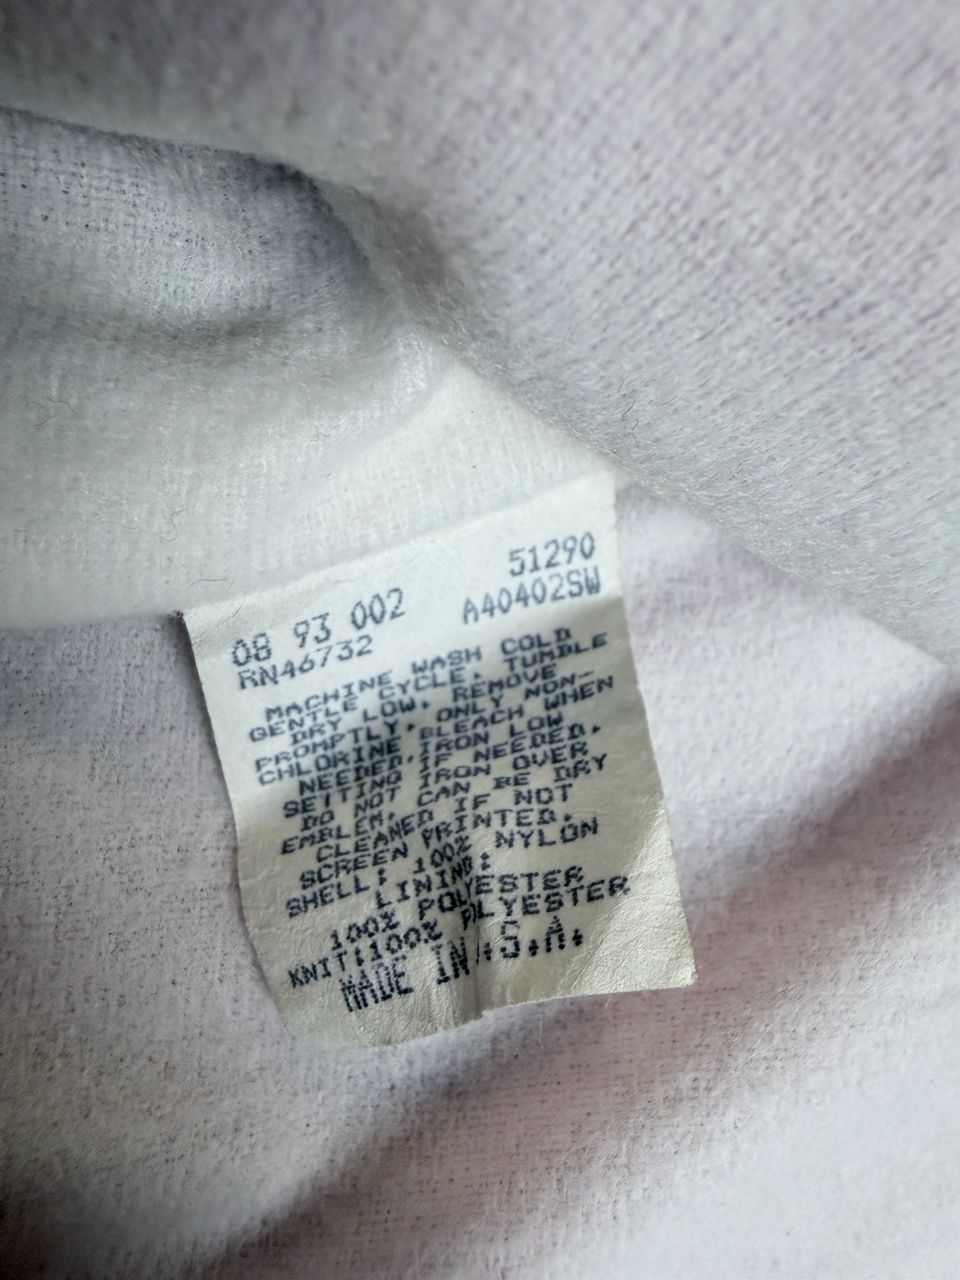 51290
08 93 002 A40402SW
RN46732
MACHINE WASH COLD
GENTLE CYCLE. TUMBLE
DRY LOW. REMOVE
PROMPTLY. ONLY NON-
CHLORINE BLEACH WHEN
NEEDED. IRON LOW
SETTING IF NEEDED.
DO NOT IRON OVER
EMBLEM. CAN BE DRY
CLEANED IF NOT
SCREEN PRINTED.
SHELL: 100% NYLON
LINING:
100% POLYESTER
KNIT:100% POLYESTER
MADE IN U.S.A.